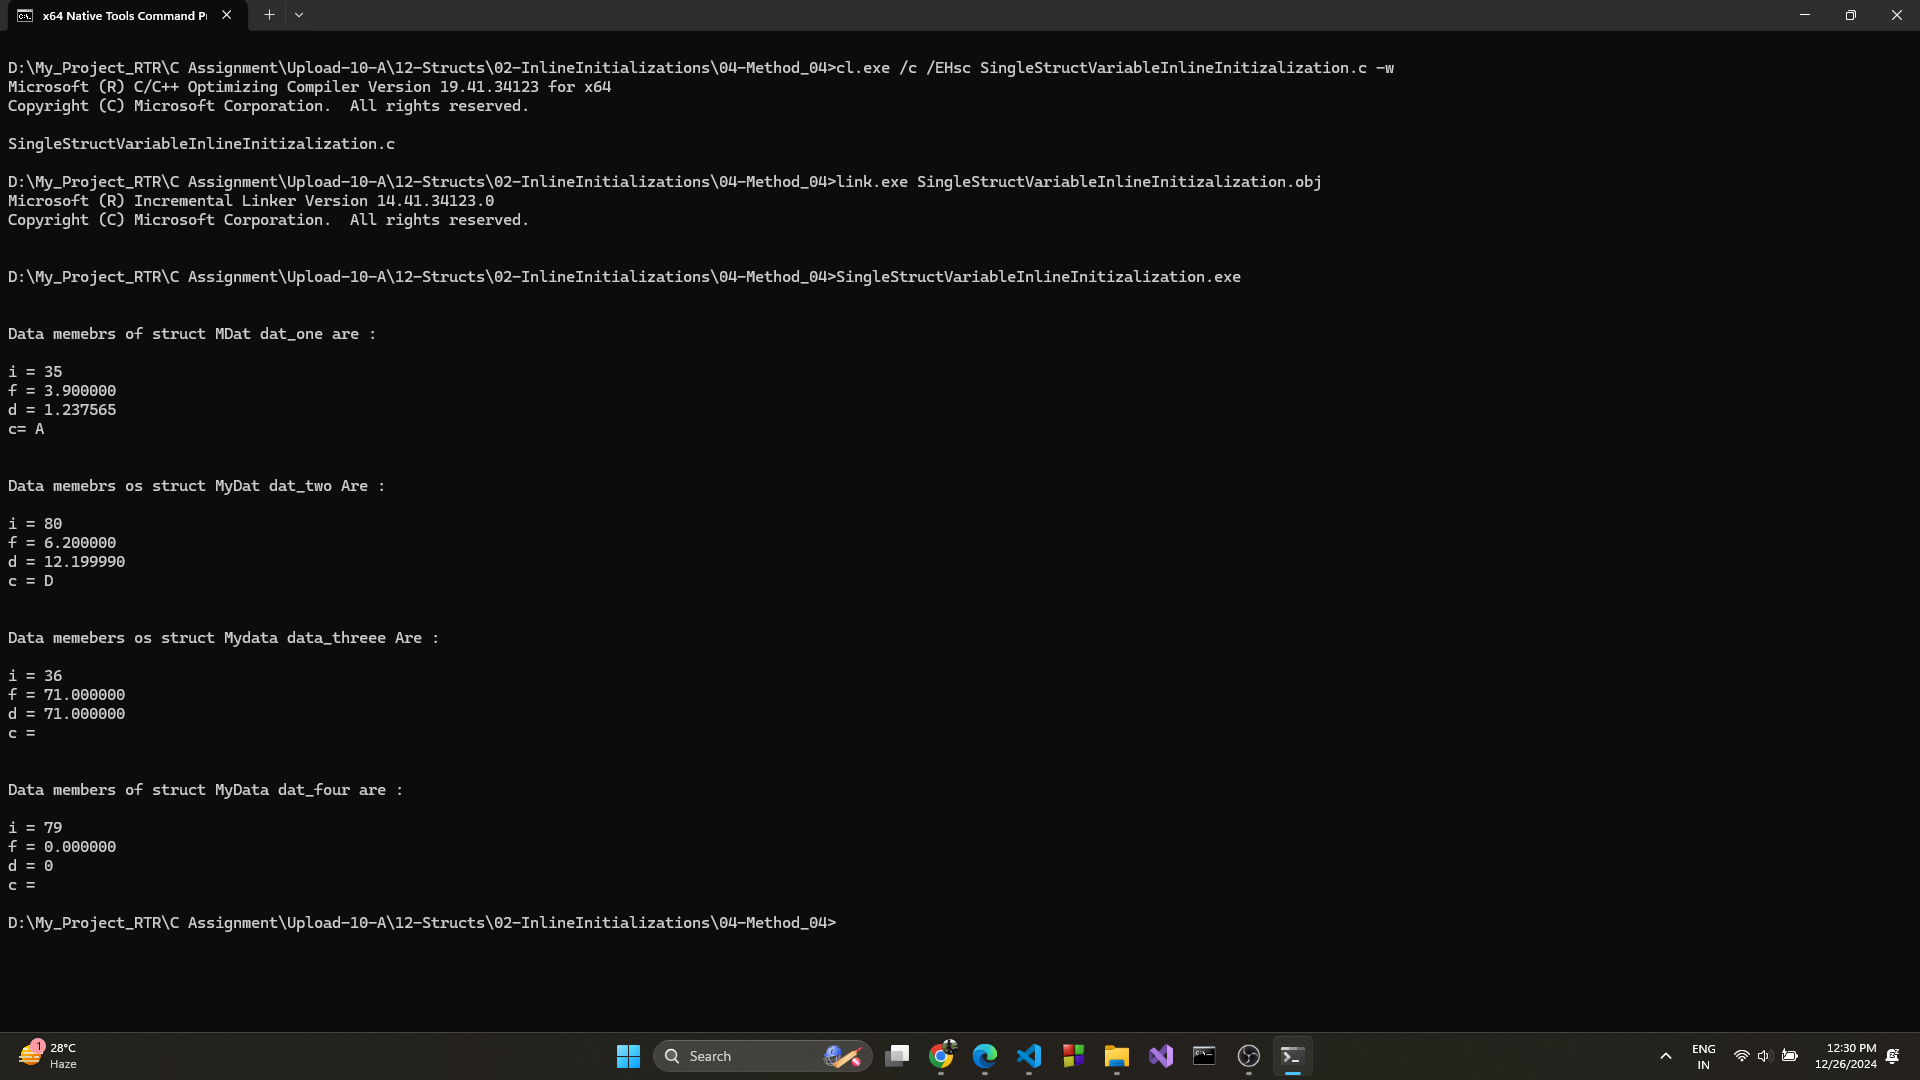 x64 Native Tools Command P
D:\My_Project_RTR\C Assignment\Upload-10-A\12-Structs\02-InlineInitializations\04-Method_04>cl.exe /c /EHsc SingleStructVariableInlineInitizalization.c -w
Microsoft (R) C/C++ Optimizing Compiler Version 19.41.34123 for x64
Copyright (C) Microsoft Corporation.  All rights reserved.
SingleStructVariableInlineInitizalization.c
D:\My_Project_RTR\C Assignment\Upload-10-A\12-Structs\02-InlineInitializations\04-Method_04>link.exe SingleStructVariableInlineInitizalization.obj
Microsoft (R) Incremental Linker Version 14.41.34123.0
Copyright (C) Microsoft Corporation.  All rights reserved.
D:\My_Project_RTR\C Assignment\Upload-10-A\12-Structs\02-InlineInitializations\04-Method_04>SingleStructVariableInlineInitizalization.exe
Data memebrs of struct MDat dat_one are :
i = 35
f = 3.900000
d = 1.237565
c= A
Data memebrs os struct MyDat dat_two Are :
i = 80
f = 6.200000
d = 12.199990
c = D
Data memebers os struct Mydata data_threee Are :
i = 36
f = 71.000000
d = 71.000000
c =
Data members of struct MyData dat_four are :
i = 79
f = 0.000000
d = 0
c =
D:\My_Project_RTR\C Assignment\Upload-10-A\12-Structs\02-InlineInitializations\04-Method_04>
1
28°C
Haze
Search
ENG
IN
12:30 PM
12/26/2024